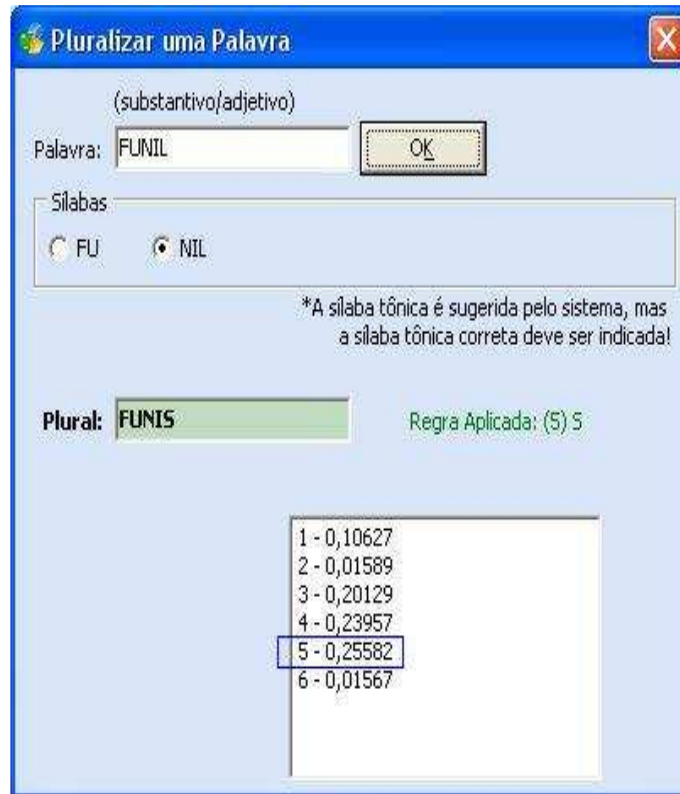 Pluralizar uma Palavra
(substantivo/adjetivo)
Palavra: FUNIL OK
Sílabas
FU NIL
*A sílaba tônica é sugerida pelo sistema, mas
a sílaba tônica correta deve ser indicada!
Plural: FUNIS Regra Aplicada: (5) S
1 - 0,10627
2 - 0,01589
3 - 0,20129
4 - 0,23957
5 - 0,25582
6 - 0,01567